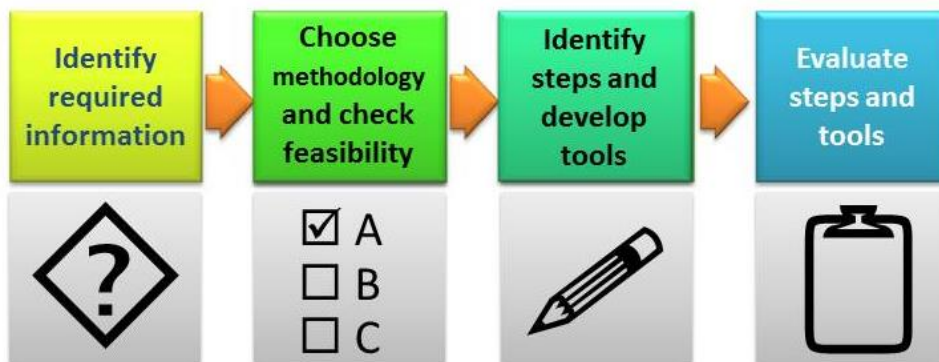 Identify
required
information
Choose
methodology
and check
feasibility
Identify
steps and
develop
tools
Evaluate
steps and
tools
?
☑ A
☐ B
☐ C